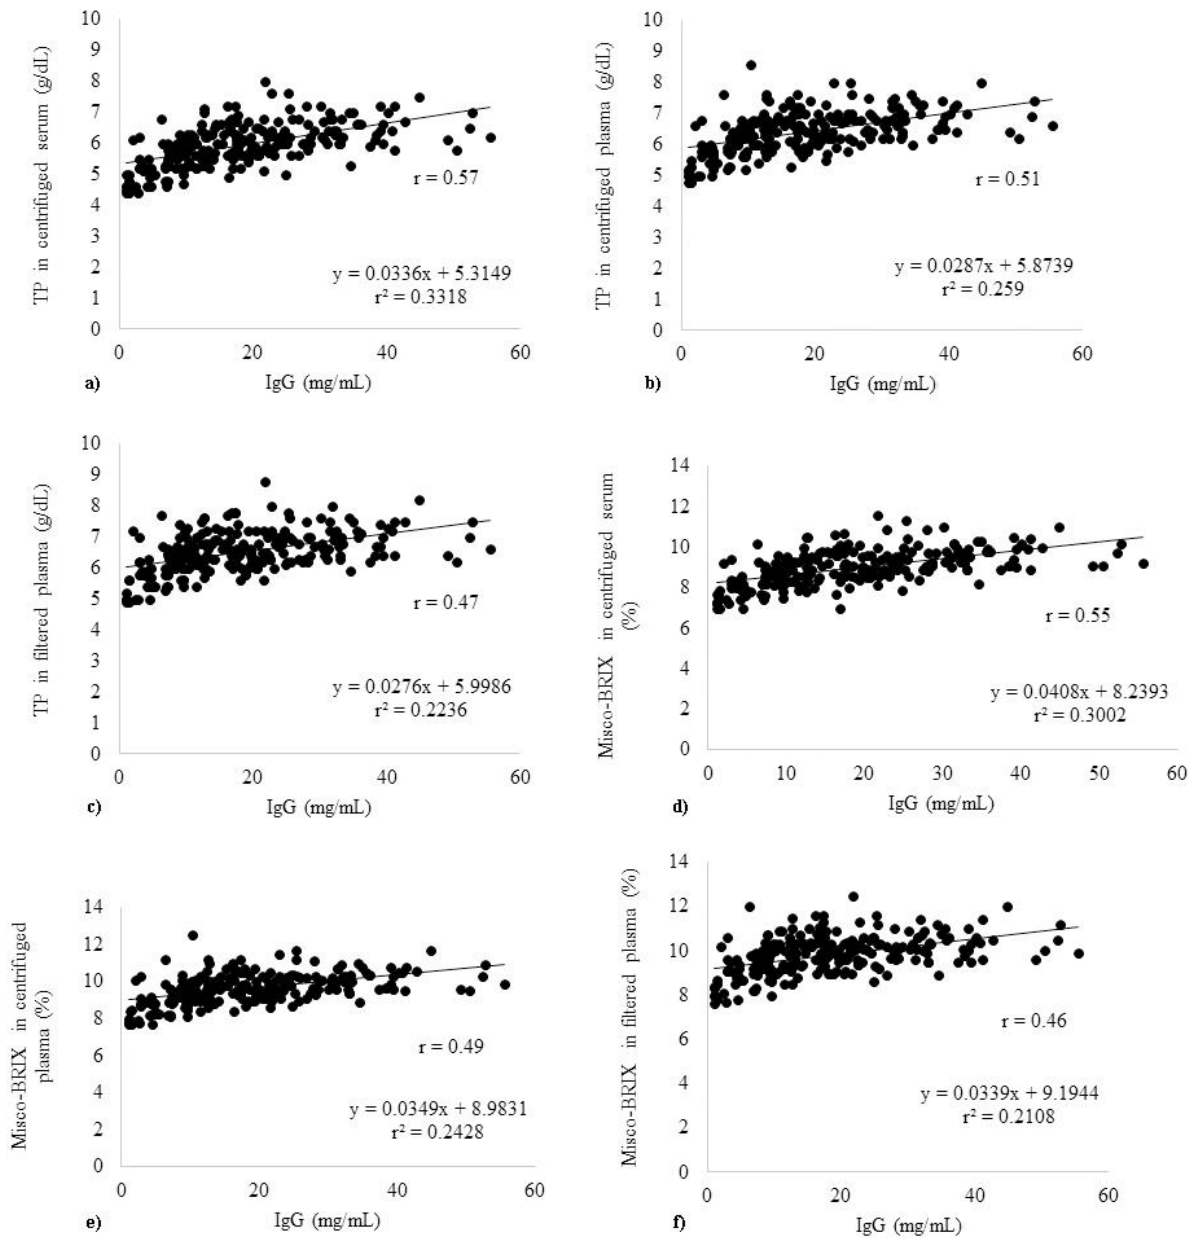 TP in centrifuged serum (g/dL)
10
9
8
7
6
5
4
3
2
1
0
r = 0.57
y = 0.0336x + 5.3149
r² = 0.3318
0 20 40 60
a)
IgG (mg/mL)
TP in centrifuged plasma (g/dL)
10
9
8
7
6
5
4
3
2
1
0
r = 0.51
y = 0.0287x + 5.8739
r² = 0.259
0 20 40 60
b)
IgG (mg/mL)
TP in filtered plasma (g/dL)
10
9
8
7
6
5
4
3
2
1
0
r = 0.47
y = 0.0276x + 5.9986
r² = 0.2236
0 20 40 60
c)
IgG (mg/mL)
Misco-BRIX in centrifuged serum
(%)
14
12
10
8
6
4
2
0
r = 0.55
y = 0.0408x + 8.2393
r² = 0.3002
0 10 20 30 40 50 60
d)
IgG (mg/mL)
Misco-BRIX in centrifuged
plasma (%)
14
12
10
8
6
4
2
0
r = 0.49
y = 0.0349x + 8.9831
r² = 0.2428
0 20 40 60
e)
IgG (mg/mL)
Misco-BRIX in filtered plasma (%)
14
12
10
8
6
4
2
0
r = 0.46
y = 0.0339x + 9.1944
r² = 0.2108
0 20 40 60
f)
IgG (mg/mL)